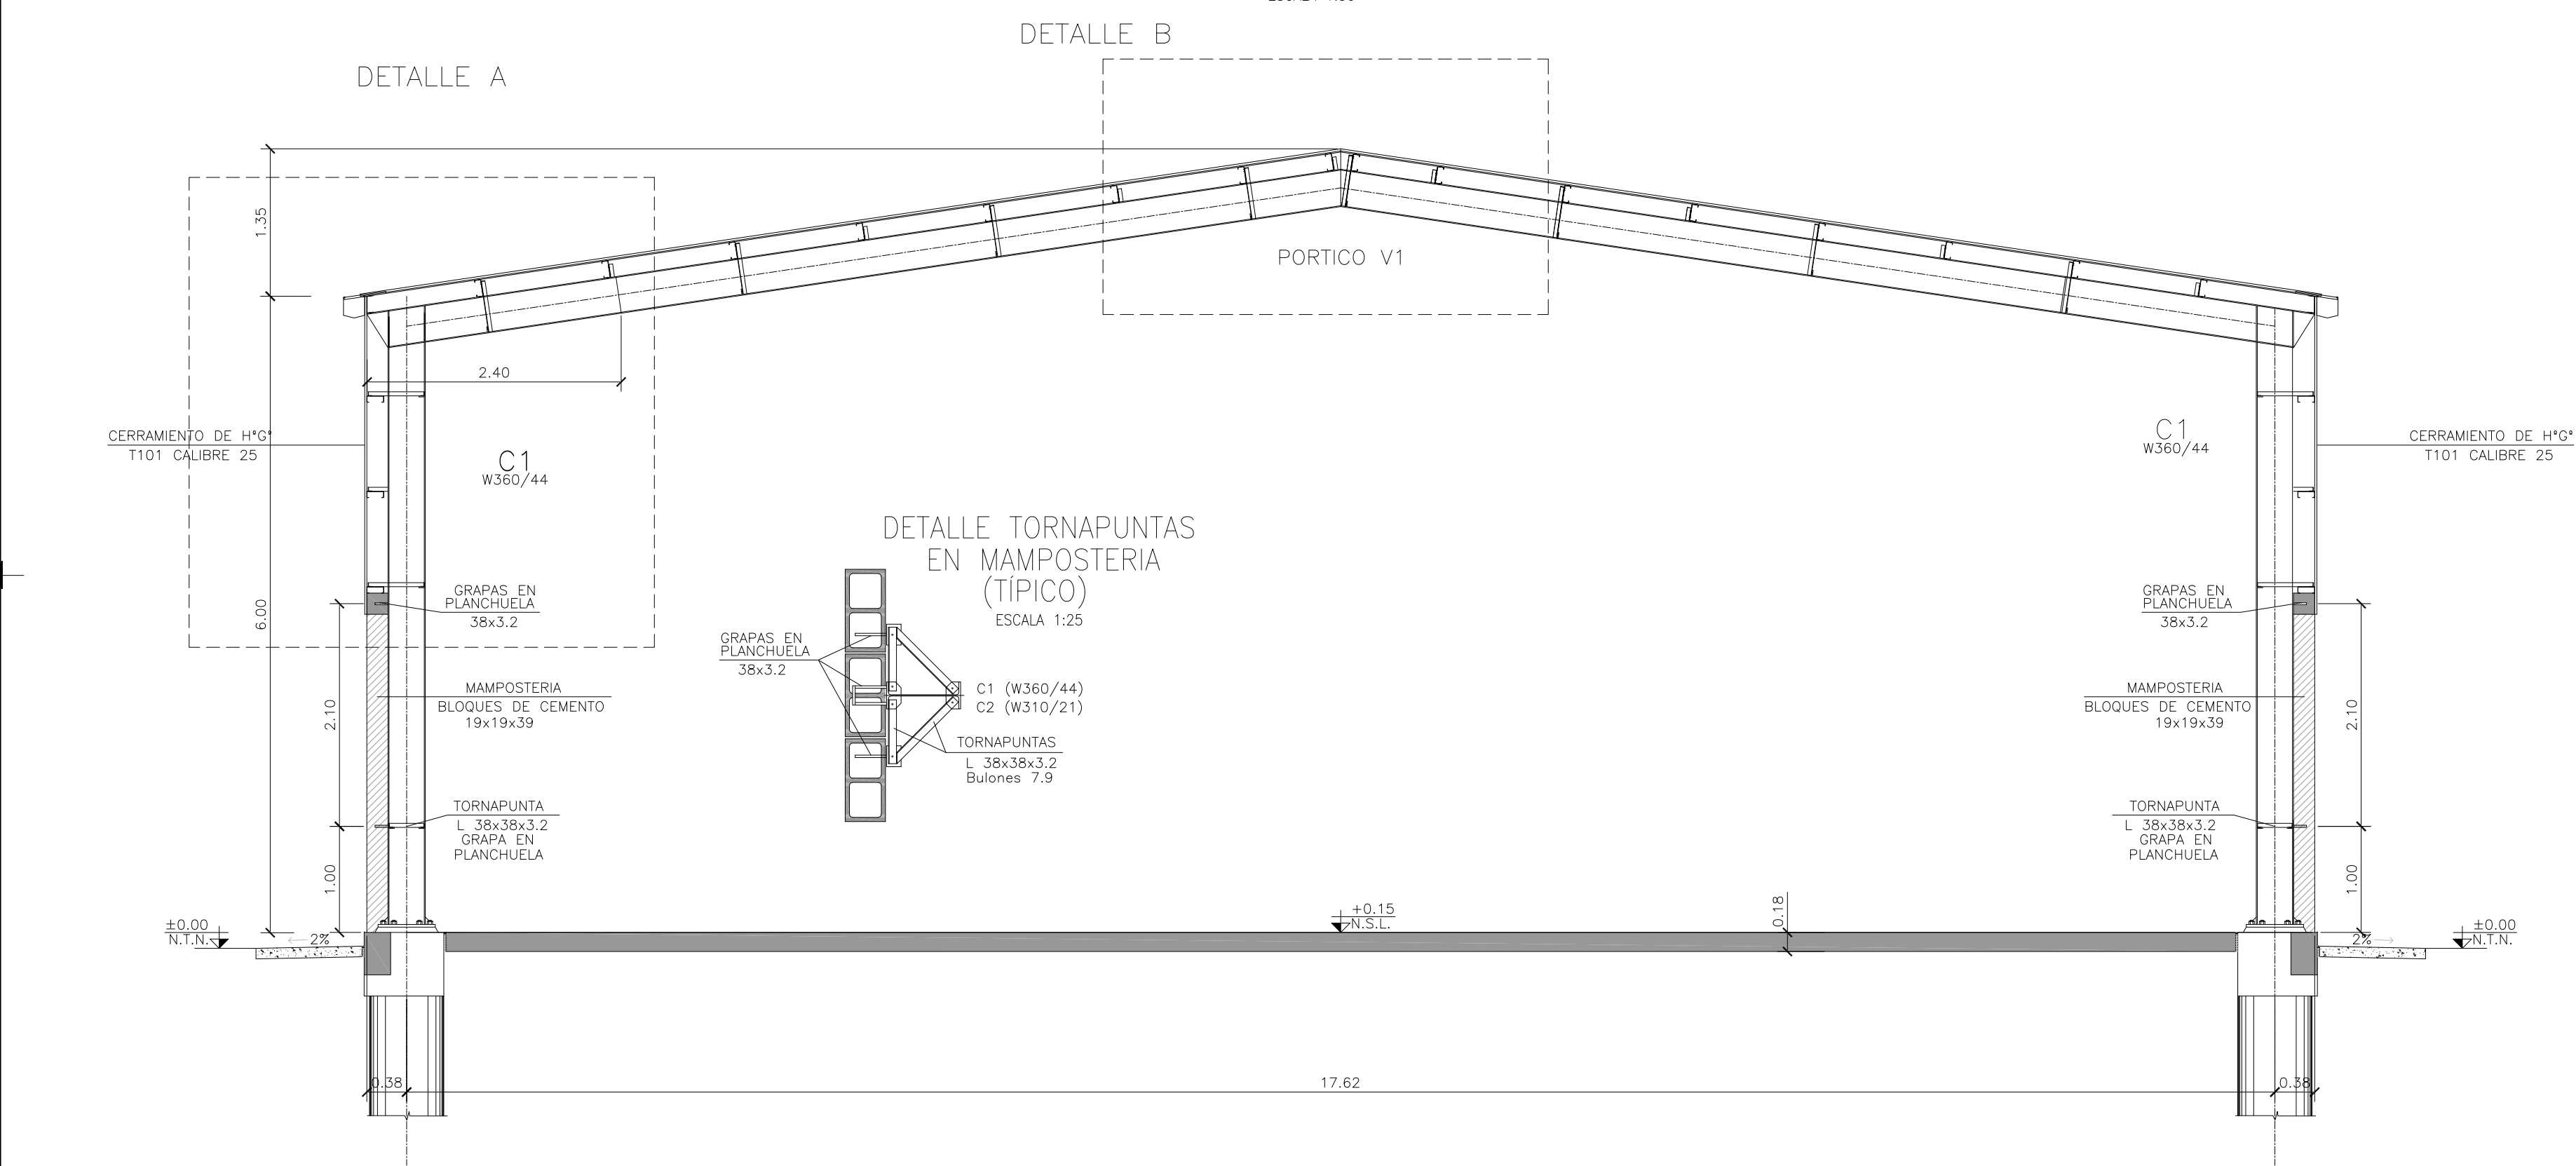 DETALLE B
DETALLE A
1.35
PORTICO V1
2.40
CERRAMIENTO DE H°G°
T101 CALIBRE 25
C1
W360/44
C1
W360/44
CERRAMIENTO DE H°G°
T101 CALIBRE 25
DETALLE TORNAPUNTAS
EN MAMPOSTERIA
(TÍPICO)
ESCALA 1:25
6.00
GRAPAS EN
PLANCHUELA
38x3.2
GRAPAS EN
PLANCHUELA
38x3.2
GRAPAS EN
PLANCHUELA
38x3.2
C1 (W360/44)
C2 (W310/21)
TORNAPUNTAS
L 38x38x3.2
Bulones 7.9
MAMPOSTERIA
BLOQUES DE CEMENTO
19x19x39
2.10
MAMPOSTERIA
BLOQUES DE CEMENTO
19x19x39
2.10
TORNAPUNTA
L 38x38x3.2
GRAPA EN
PLANCHUELA
1.00
TORNAPUNTA
L 38x38x3.2
GRAPA EN
PLANCHUELA
1.00
±0.00
N.T.N.
2%
+0.15
N.S.L.
0.18
2%
±0.00
N.T.N.
0.38
17.62
0.38